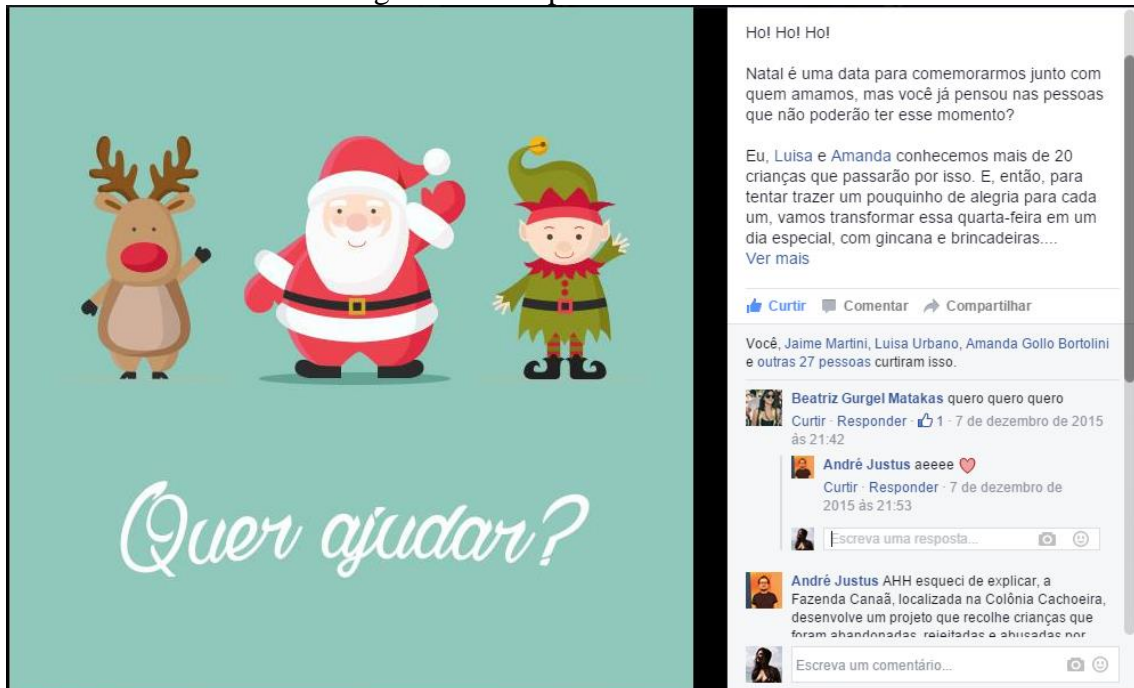 Quer ajudar?
Ho! Ho! Ho!
Natal é uma data para comemorarmos junto com
quem amamos, mas você já pensou nas pessoas
que não poderão ter esse momento?
Eu, Luisa e Amanda conhecemos mais de 20
crianças que passarão por isso. E, então, para
tentar trazer um pouquinho de alegria para cada
um, vamos transformar essa quarta-feira em um
dia especial, com gincana e brincadeiras....
Ver mais
Curtir Comentar Compartilhar
Você, Jaime Martini, Luisa Urbano, Amanda Gollo Bortolini
e outras 27 pessoas curtiram isso.
Beatriz Gurgel Matakas quero quero quero
Curtir · Responder · 1 · 7 de dezembro de 2015
às 21:42
André Justus aeeee
Curtir · Responder · 7 de dezembro de
2015 às 21:53
Escreva uma resposta...
André Justus AHH esqueci de explicar, a
Fazenda Canaã, localizada na Colônia Cachoeira,
desenvolve um projeto que recolhe crianças que
foram abandonadas, rejeitadas e abusadas por
Escreva um comentário...